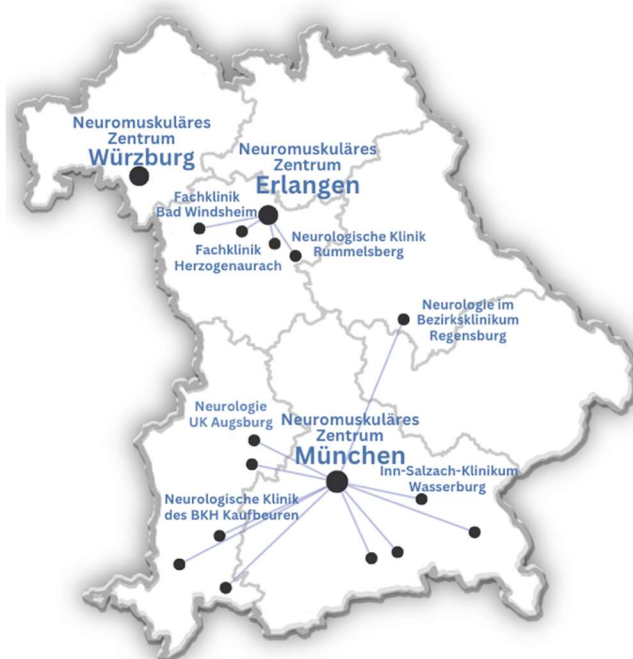 Neuromuskuläres
Zentrum
Würzburg
Neuromuskuläres
Zentrum
Erlangen
Fachklinik
Bad Windsheim
Fachklinik
Herzogenaurach
Neurologische Klinik
Rummelsberg
Neurologie im
Bezirksklinikum
Regensburg
Neurologie
UK Augsburg
Neuromuskuläres
Zentrum
München
Inn-Salzach-Klinikum
Wasserburg
Neurologische Klinik
des BKH Kaufbeuren